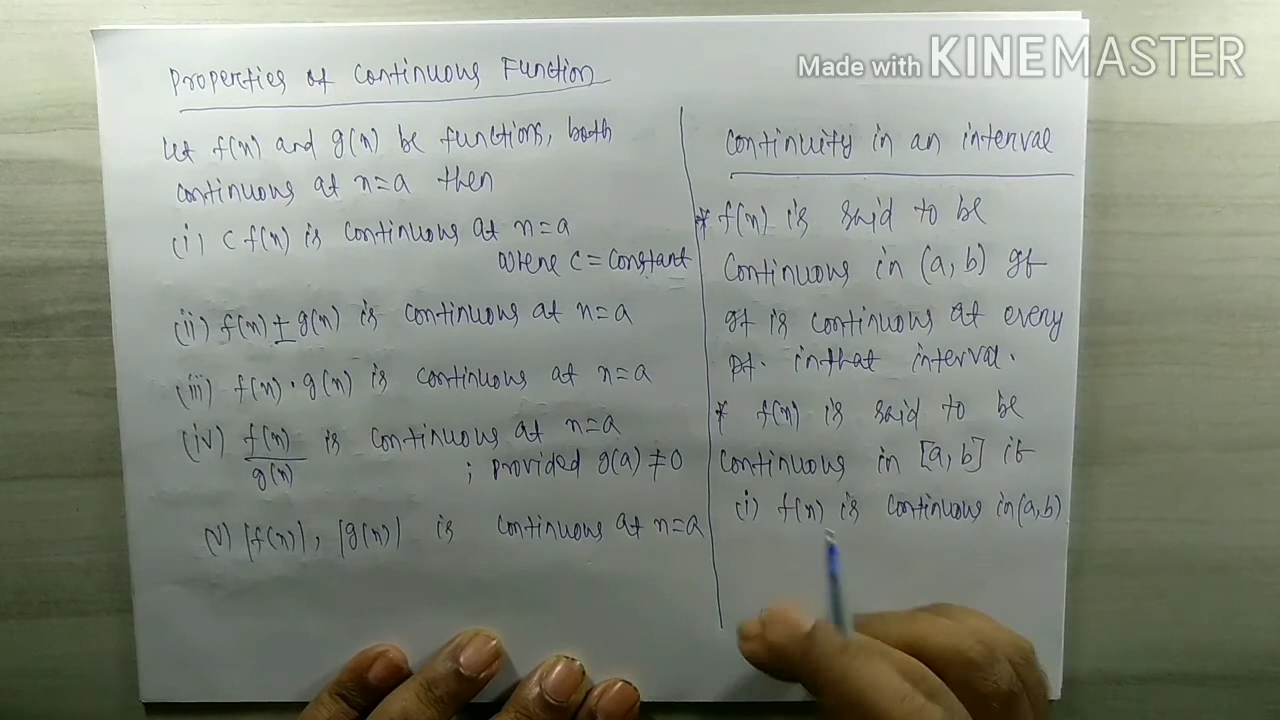 Made with KINEMASTER
Properties of Continuous Function
Let f(x) and g(x) be functions, both
continuous at x=a then
(i) c f(x) is continuous at x=a
where c = constant
(ii) f(x) ± g(x) is continuous at x=a
(iii) f(x) · g(x) is continuous at x=a
(iv) f(x)/g(x) is continuous at x=a
; provided g(a) ≠ 0
(v) |f(x)|, |g(x)| is continuous at x=a
Continuity in an interval
* f(x) is said to be
continuous in (a, b) if
it is continuous at every
pt. in that interval.
* f(x) is said to be
continuous in [a, b] if
(i) f(x) is continuous in (a, b)